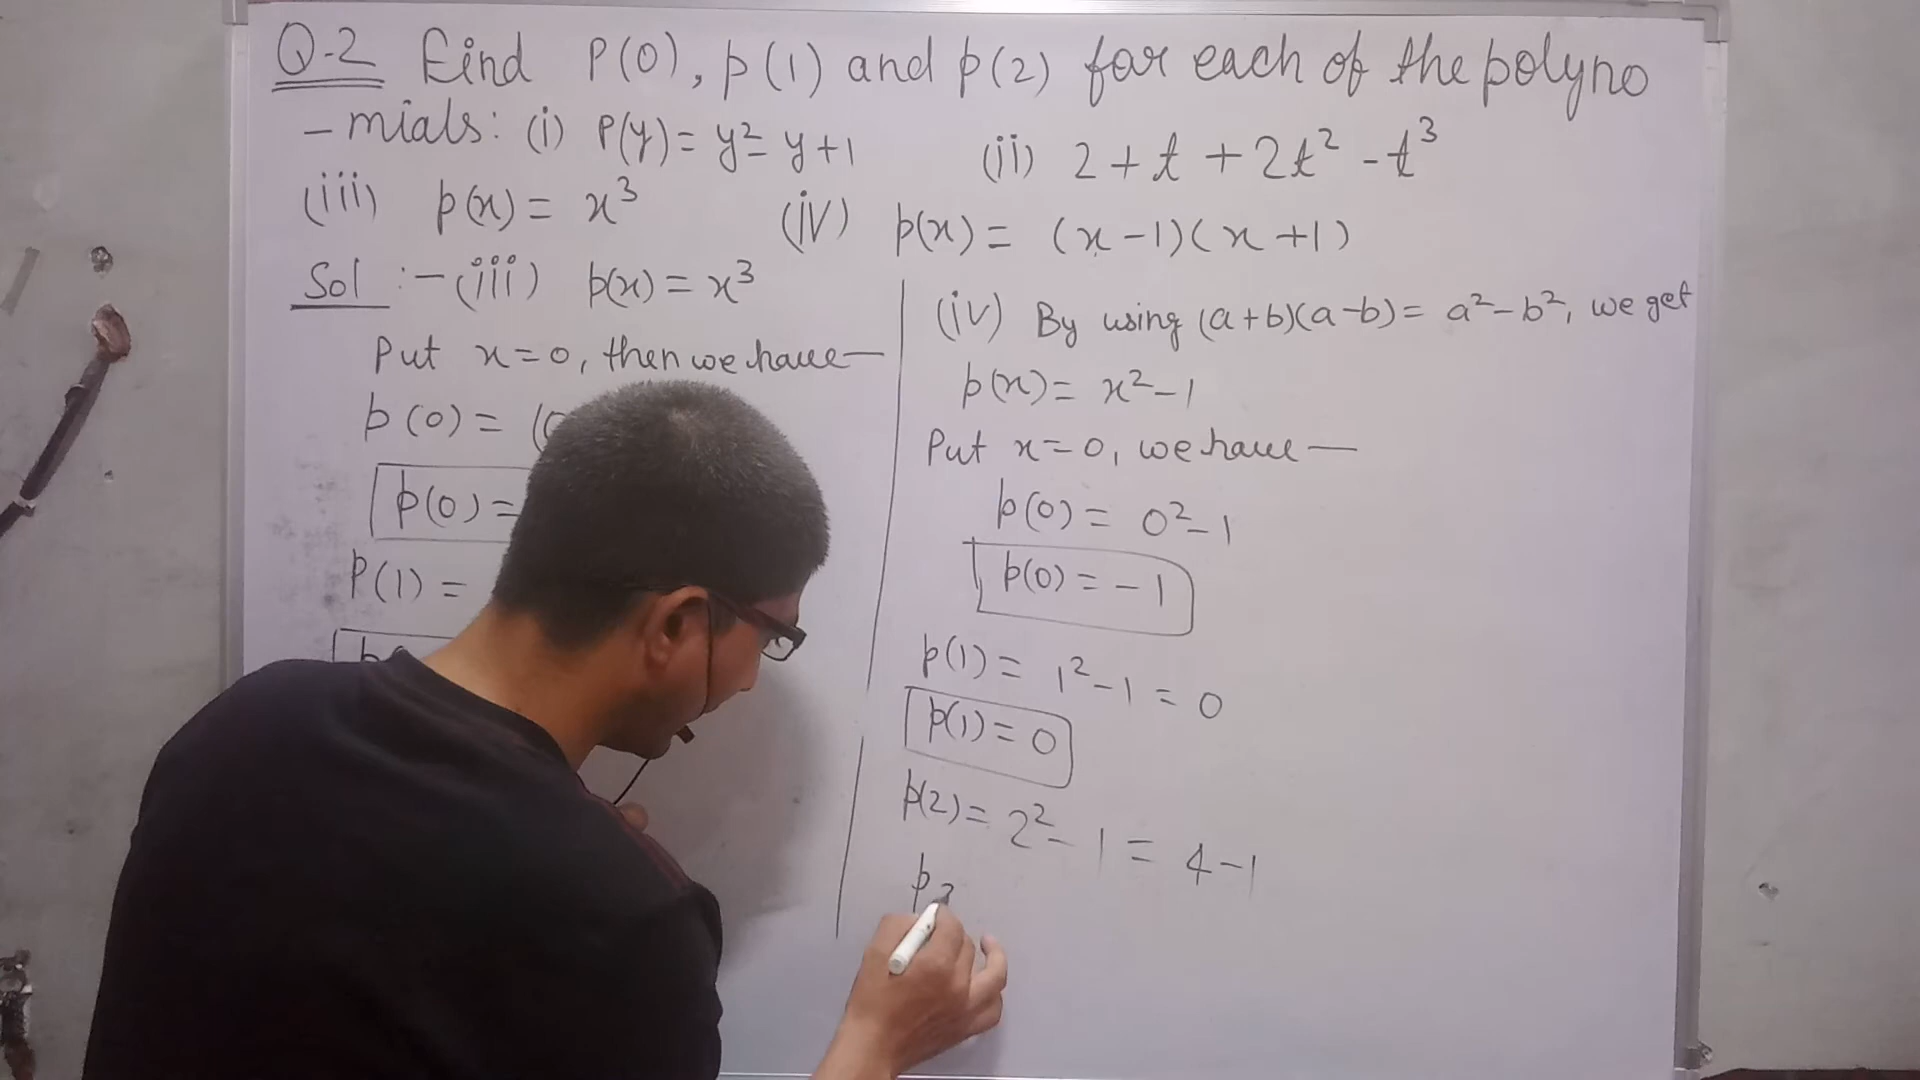 Q-2 Find P(0), p(1) and p(2) for each of the polyno
-mials: (i) P(y) = y² - y + 1 (ii) 2 + t + 2t² - t³
(iii) p(x) = x³ (iv) p(x) = (x - 1)(x + 1)
Sol :- (iii) p(x) = x³
Put x = 0, then we have —
p(0) = (0
p(0) =
P(1) =
(iv) By using (a+b)(a-b) = a² - b², we get
p(x) = x² - 1
Put x = 0, we have —
p(0) = 0² - 1
p(0) = -1
p(1) = 1² - 1 = 0
p(1) = 0
p(2) = 2² - 1 = 4 - 1
p